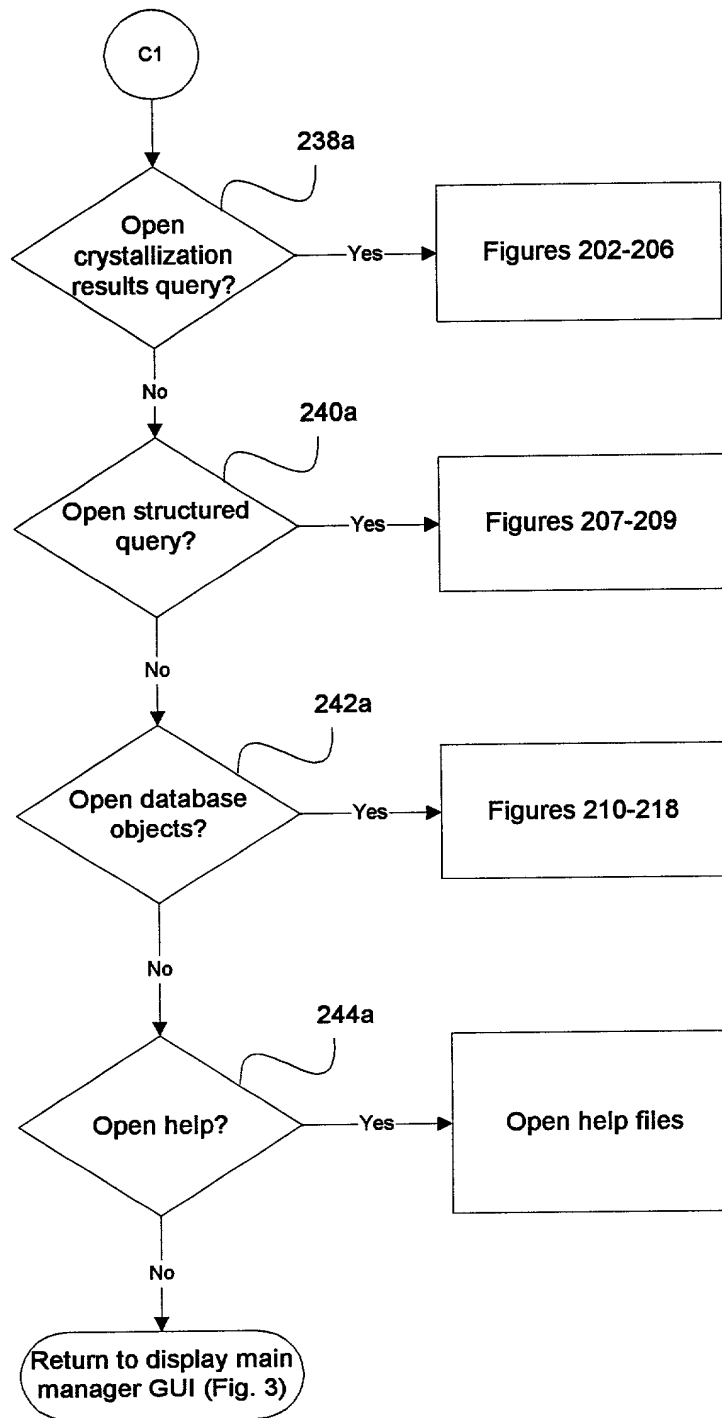 C1
238a
Open
crystallization
results query?
Yes
Figures 202-206
No
240a
Open structured
query?
Yes
Figures 207-209
No
242a
Open database
objects?
Yes
Figures 210-218
No
244a
Open help?
Yes
Open help files
No
Return to display main
manager GUI (Fig. 3)